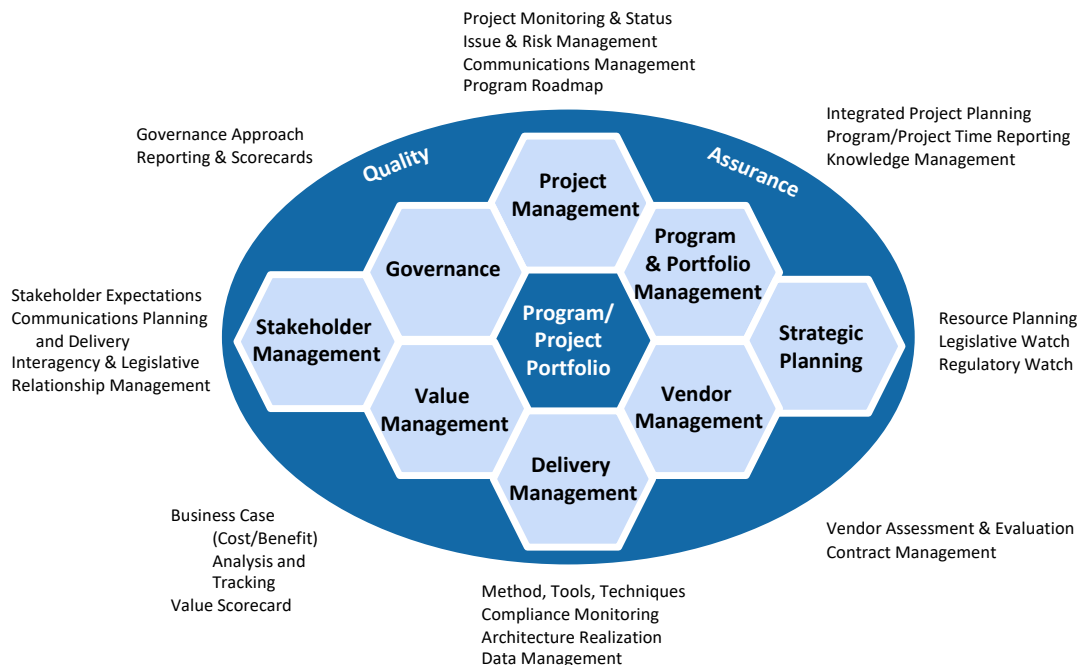 Project Monitoring & Status
Issue & Risk Management
Communications Management
Program Roadmap
Governance Approach
Reporting & Scorecards
Integrated Project Planning
Program/Project Time Reporting
Knowledge Management
Quality
Assurance
Project
Management
Governance
Program
& Portfolio
Management
Stakeholder Expectations
Communications Planning
and Delivery
Interagency & Legislative
Relationship Management
Stakeholder
Management
Program/
Project
Portfolio
Strategic
Planning
Resource Planning
Legislative Watch
Regulatory Watch
Value
Management
Vendor
Management
Delivery
Management
Business Case
(Cost/Benefit)
Analysis and
Tracking
Value Scorecard
Vendor Assessment & Evaluation
Contract Management
Method, Tools, Techniques
Compliance Monitoring
Architecture Realization
Data Management